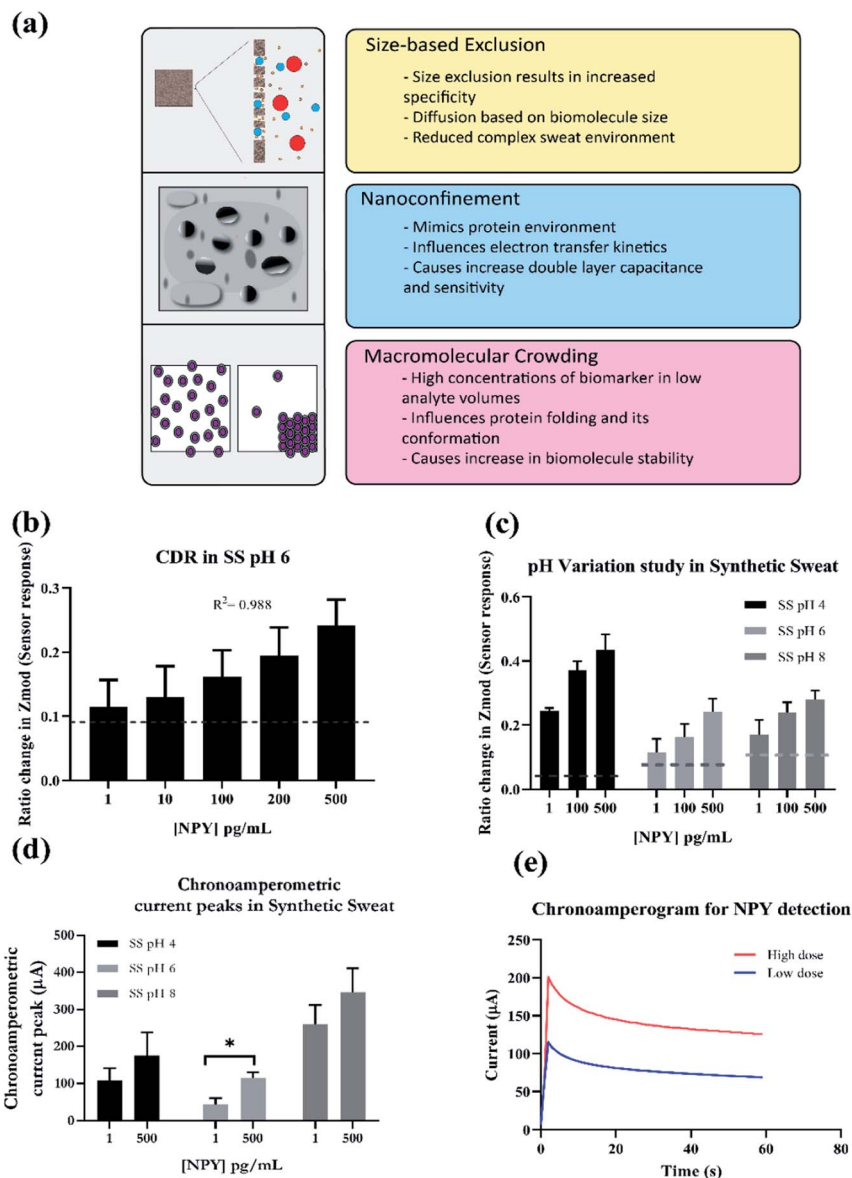 (a)
Size-based Exclusion
- Size exclusion results in increased
specificity
- Diffusion based on biomolecule size
- Reduced complex sweat environment
Nanoconfinement
- Mimics protein environment
- Influences electron transfer kinetics
- Causes increase double layer capacitance
and sensitivity
Macromolecular Crowding
- High concentrations of biomarker in low
analyte volumes
- Influences protein folding and its
conformation
- Causes increase in biomolecule stability
(b)
CDR in SS pH 6
Ratio change in Zmod (Sensor response)
R²= 0.988
0.3
0.2
0.1
0.0
1 10 100 200 500
[NPY] pg/mL
(c)
pH Variation study in Synthetic Sweat
Ratio change in Zmod (Sensor response)
SS pH 4
SS pH 6
SS pH 8
0.6
0.4
0.2
0.0
1 100 500 1 100 500 1 100 500
[NPY] pg/mL
(d)
Chronoamperometric
current peaks in Synthetic Sweat
Chronoamperometric
current peak (μA)
SS pH 4
SS pH 6
SS pH 8
500
400
300
200
100
0
*
1 500 1 500 1 500
[NPY] pg/mL
(e)
Chronoamperogram for NPY detection
Current (μA)
High dose
Low dose
250
200
150
100
50
0
0 20 40 60 80
Time (s)